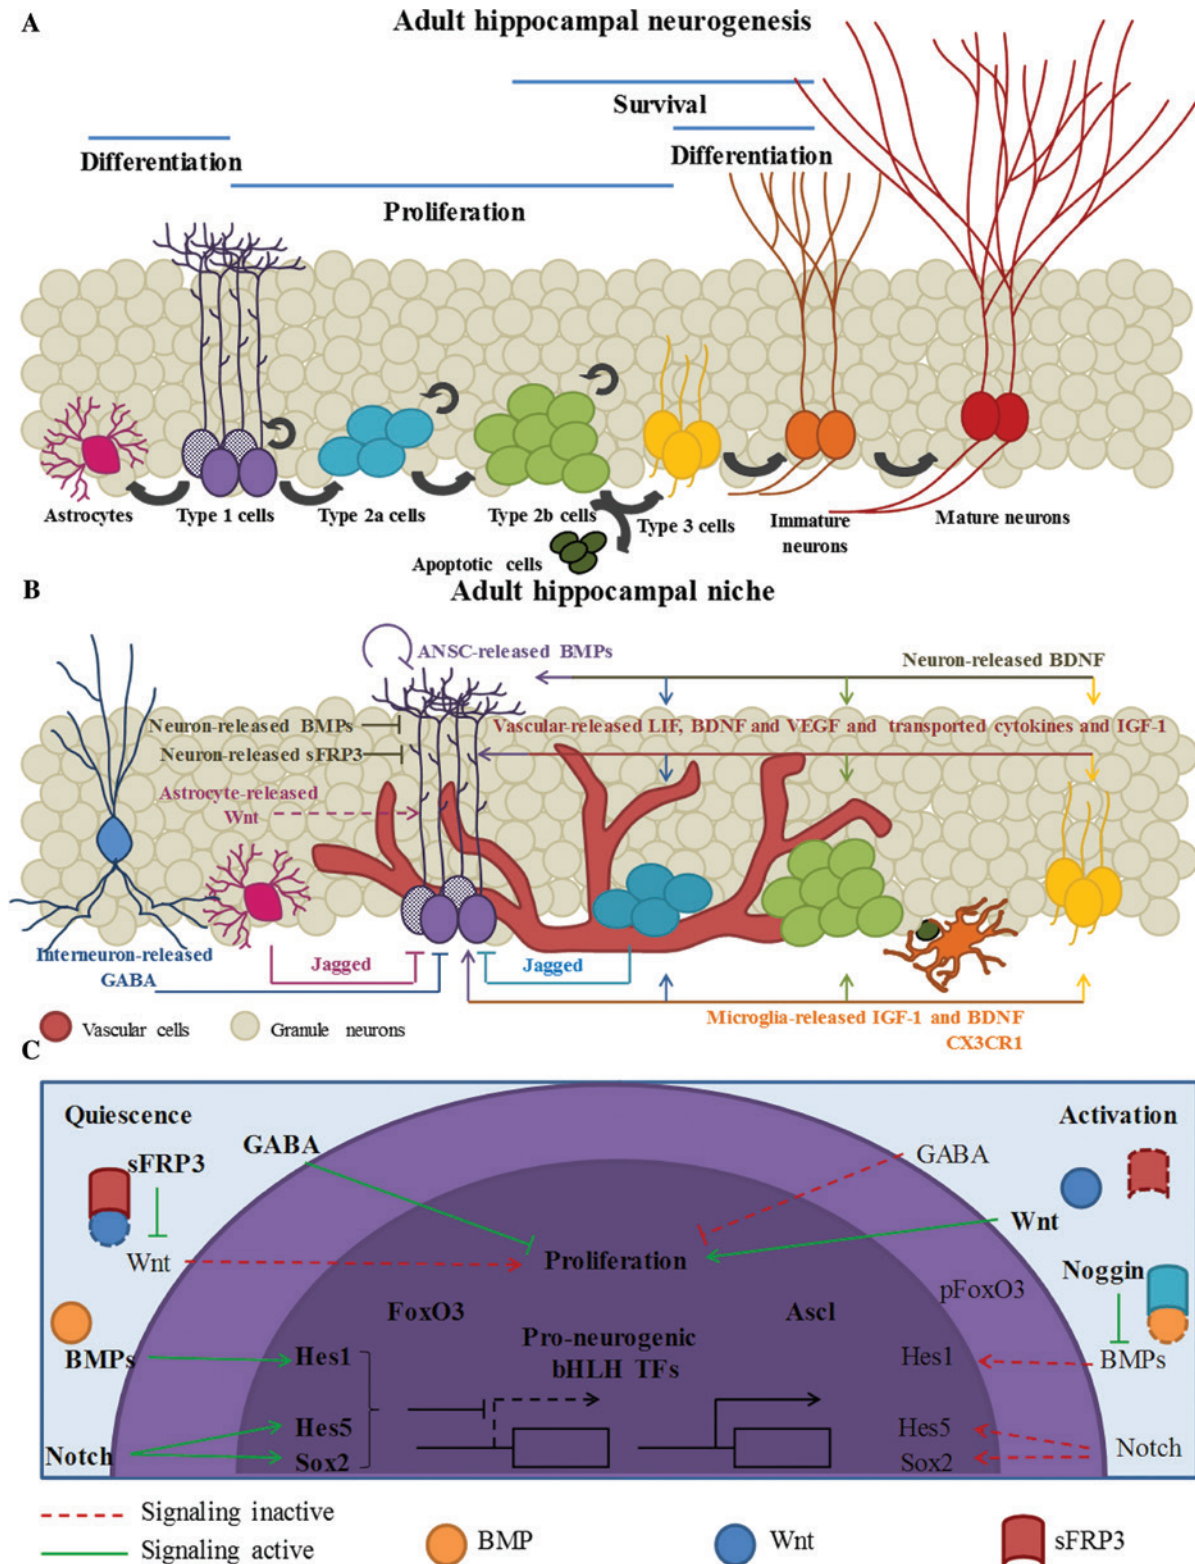 A
Adult hippocampal neurogenesis
Survival
Differentiation
Differentiation
Proliferation
Astrocytes
Type 1 cells
Type 2a cells
Type 2b cells
Type 3 cells
Immature
neurons
Mature neurons
Apoptotic cells
B
Adult hippocampal niche
ANSC-released BMPs
Neuron-released BDNF
Neuron-released BMPs
Vascular-released LIF, BDNF and VEGF and transported cytokines and IGF-1
Neuron-released sFRP3
Astrocyte-released
Wnt
Interneuron-released
GABA
Jagged
Jagged
Microglia-released IGF-1 and BDNF
CX3CR1
Vascular cells
Granule neurons
C
Quiescence
Activation
GABA
sFRP3
Wnt
GABA
Wnt
Proliferation
Noggin
pFoxO3
FoxO3
Ascl
Pro-neurogenic
bHLH TFs
BMPs
Hes1
Hes1
BMPs
Hes5
Sox2
Notch
Hes5
Sox2
Notch
Signaling inactive
Signaling active
BMP
Wnt
sFRP3